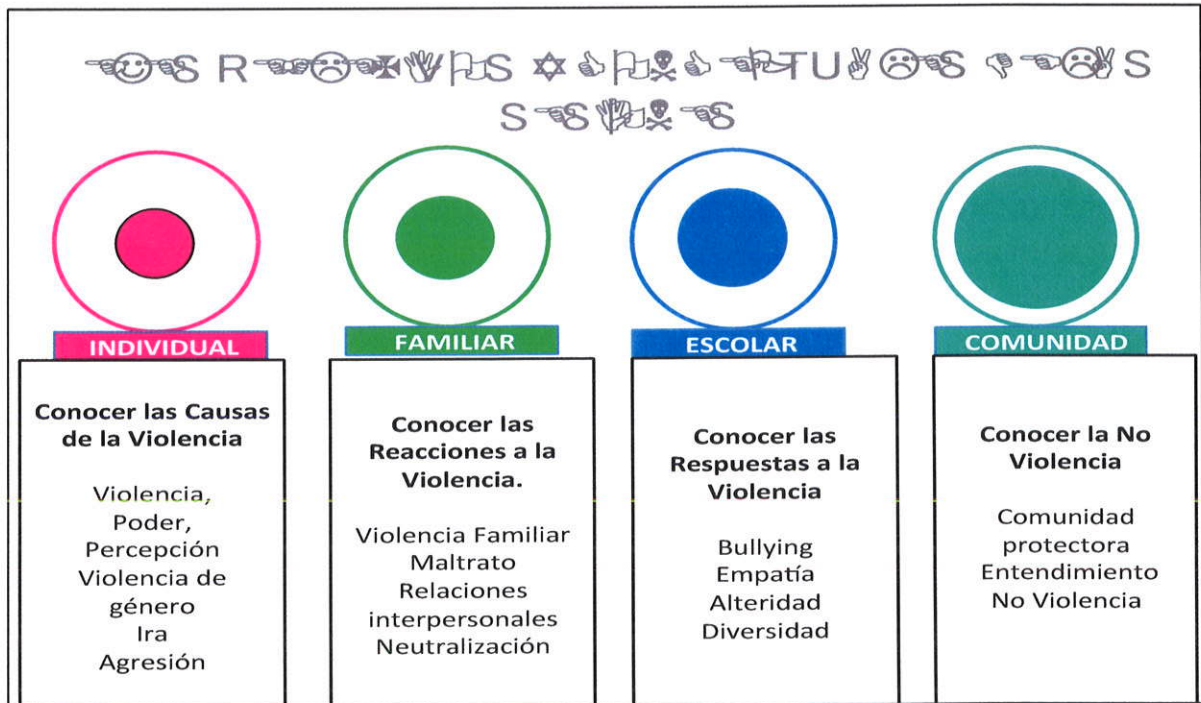 INDIVIDUAL
Conocer las Causas
de la Violencia
Violencia,
Poder,
Percepción
Violencia de
género
Ira
Agresión
FAMILIAR
Conocer las
Reacciones a la
Violencia.
Violencia Familiar
Maltrato
Relaciones
interpersonales
Neutralización
ESCOLAR
Conocer las
Respuestas a la
Violencia
Bullying
Empatía
Alteridad
Diversidad
COMUNIDAD
Conocer la No
Violencia
Comunidad
protectora
Entendimiento
No Violencia